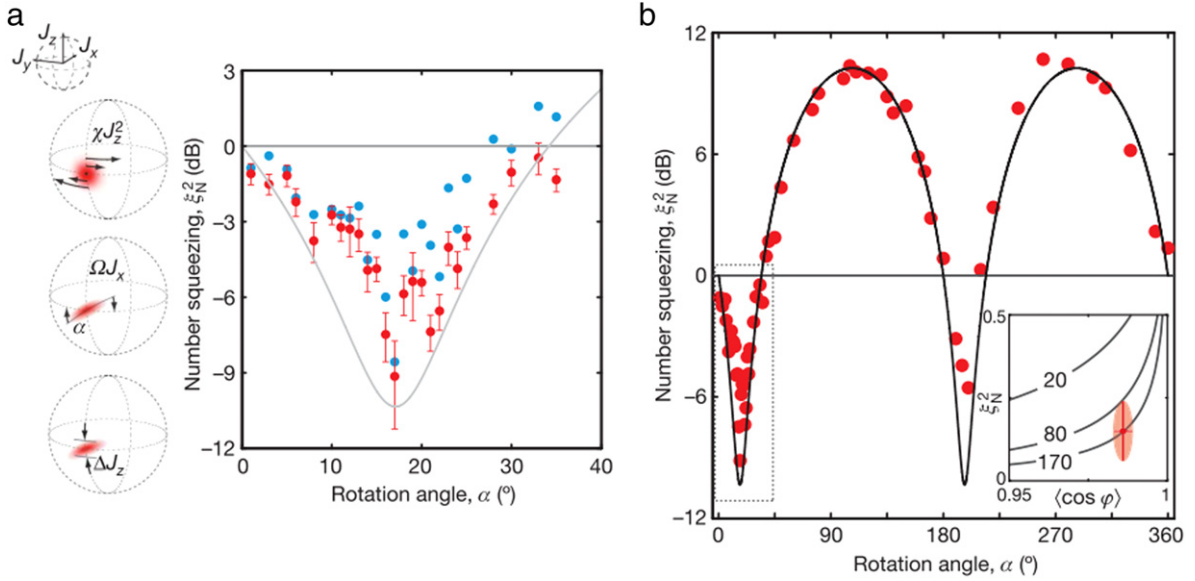 a
J_z
J_y
J_x
χJ_z^2
ΩJ_x
α
ΔJ_z
Number squeezing, ξ_N^2 (dB)
3
0
−3
−6
−9
−12
0
10
20
30
40
Rotation angle, α (°)
b
Number squeezing, ξ_N^2 (dB)
12
6
0
−6
−12
0
90
180
270
360
Rotation angle, α (°)
0.5
ξ_N^2
20
80
170
0
0.95
⟨cos φ⟩
1